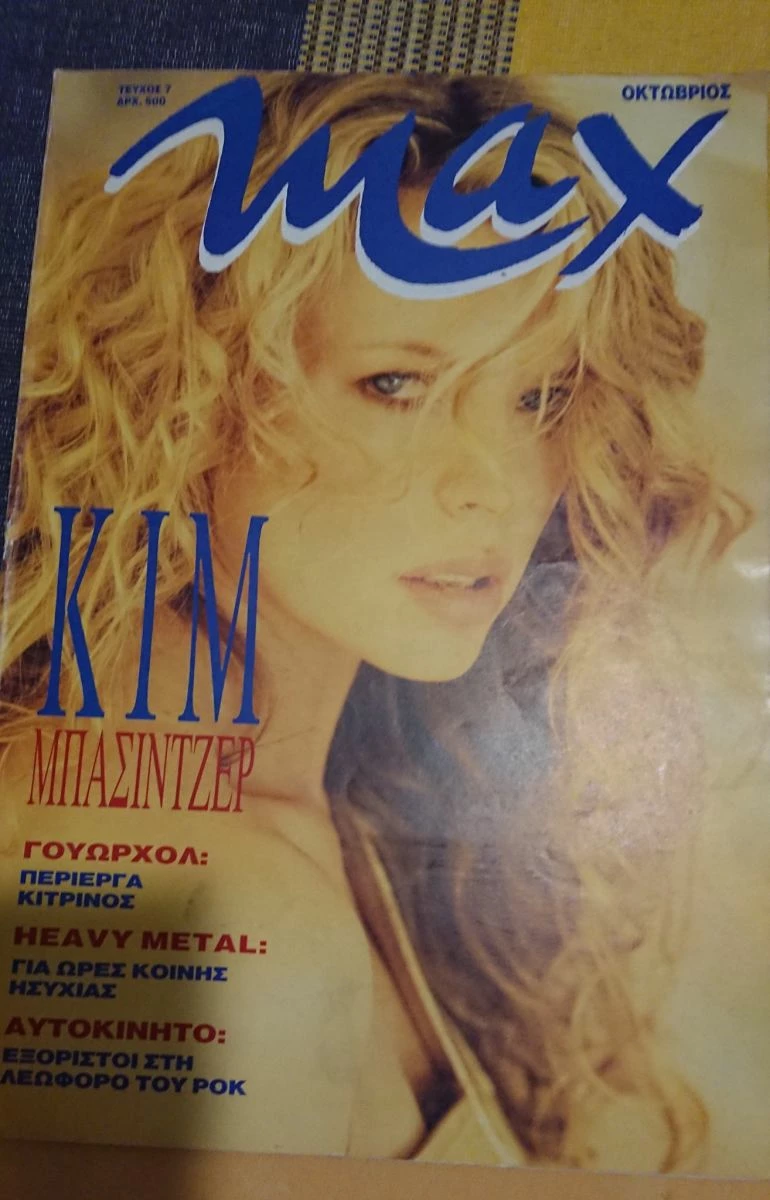 ΤΕΥΧΟΣ 7
ΔΡΧ. 500
ΟΚΤΩΒΡΙΟΣ
max
ΚΙΜ
ΜΠΑΣΙΝΤΖΕΡ
ΓΟΥΩΡΧΟΛ:
ΠΕΡΙΕΡΓΑ
ΚΙΤΡΙΝΟΣ
HEAVY METAL:
ΓΙΑ ΩΡΕΣ ΚΟΙΝΗΣ
ΗΣΥΧΙΑΣ
ΑΥΤΟΚΙΝΗΤΟ:
ΕΞΟΡΙΣΤΟΙ ΣΤΗ
ΛΕΩΦΟΡΟ ΤΟΥ ΡΟΚ